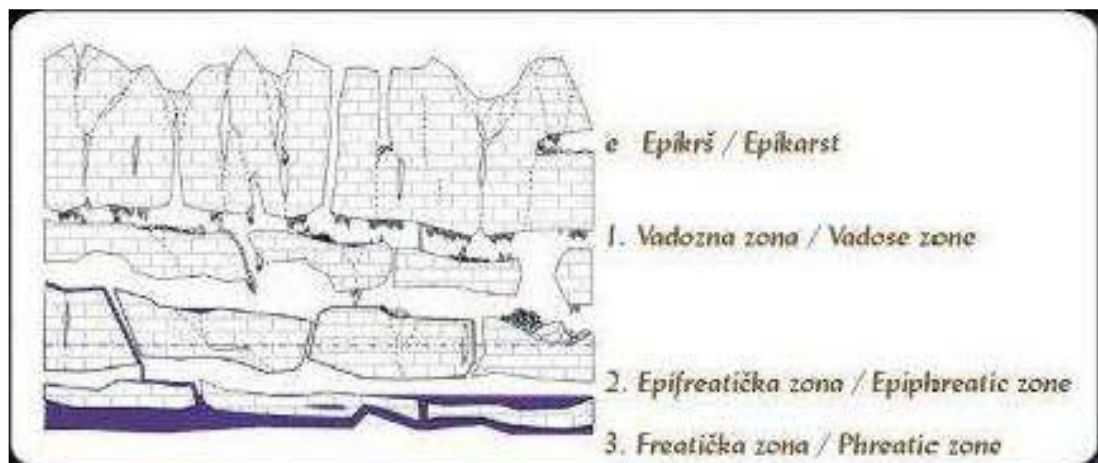 e Epikrš / Epikarst
1. Vadozna zona / Vadose zone
2. Epifreatička zona / Epiphreatic zone
3. Freatička zona / Phreatic zone